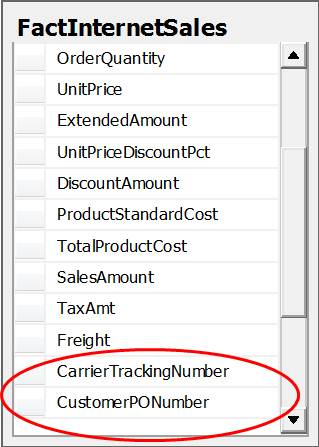 FactInternetSales
OrderQuantity
UnitPrice
ExtendedAmount
UnitPriceDiscountPct
DiscountAmount
ProductStandardCost
TotalProductCost
SalesAmount
TaxAmt
Freight
CarrierTrackingNumber
CustomerPONumber